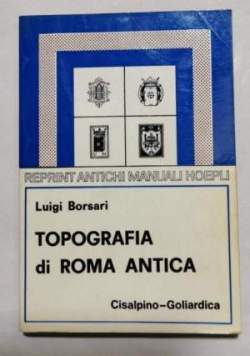 REPRINT ANTICHI MANUALI HOEPLI
Luigi Borsari
TOPOGRAFIA
di ROMA ANTICA
Cisalpino-Goliardica